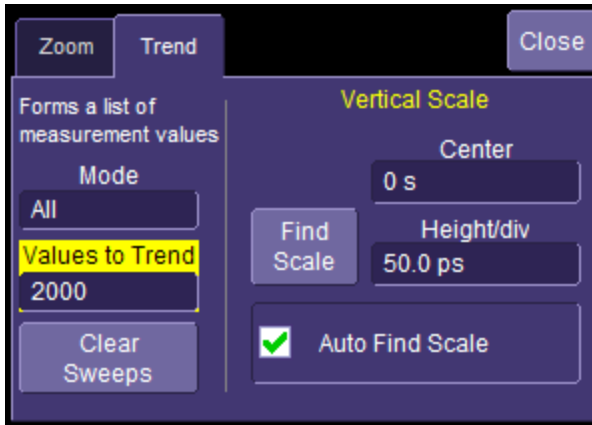 Zoom
Trend
Close
Forms a list of
measurement values
Mode
All
Values to Trend
2000
Clear
Sweeps
Vertical Scale
Center
0 s
Find
Scale
Height/div
50.0 ps
Auto Find Scale